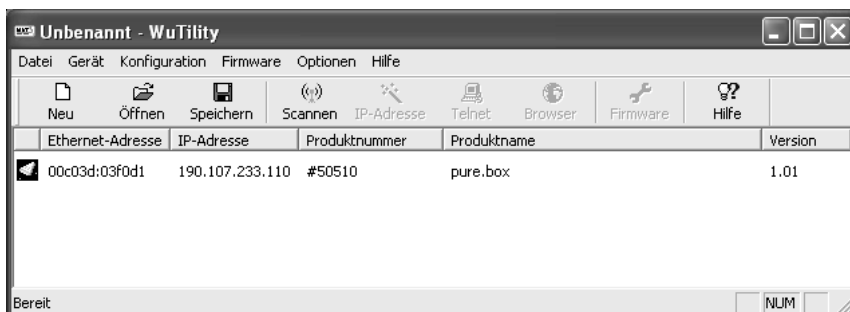 Unbenannt - WuTility
Datei Gerät Konfiguration Firmware Optionen Hilfe
Neu Öffnen Speichern Scannen IP-Adresse Telnet Browser Firmware Hilfe
Ethernet-Adresse IP-Adresse Produktnummer Produktname Version
00c03d:03f0d1 190.107.233.110 #50510 pure.box 1.01
Bereit NUM